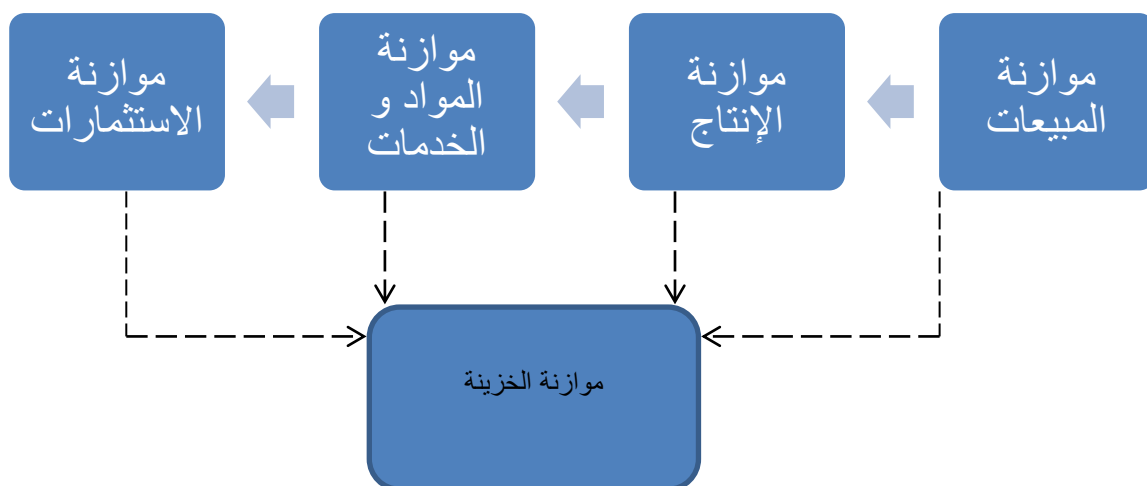 موازنة
المبيعات
موازنة
الإنتاج
موازنة
المواد و
الخدمات
موازنة
الاستثمارات
موازنة الخزينة